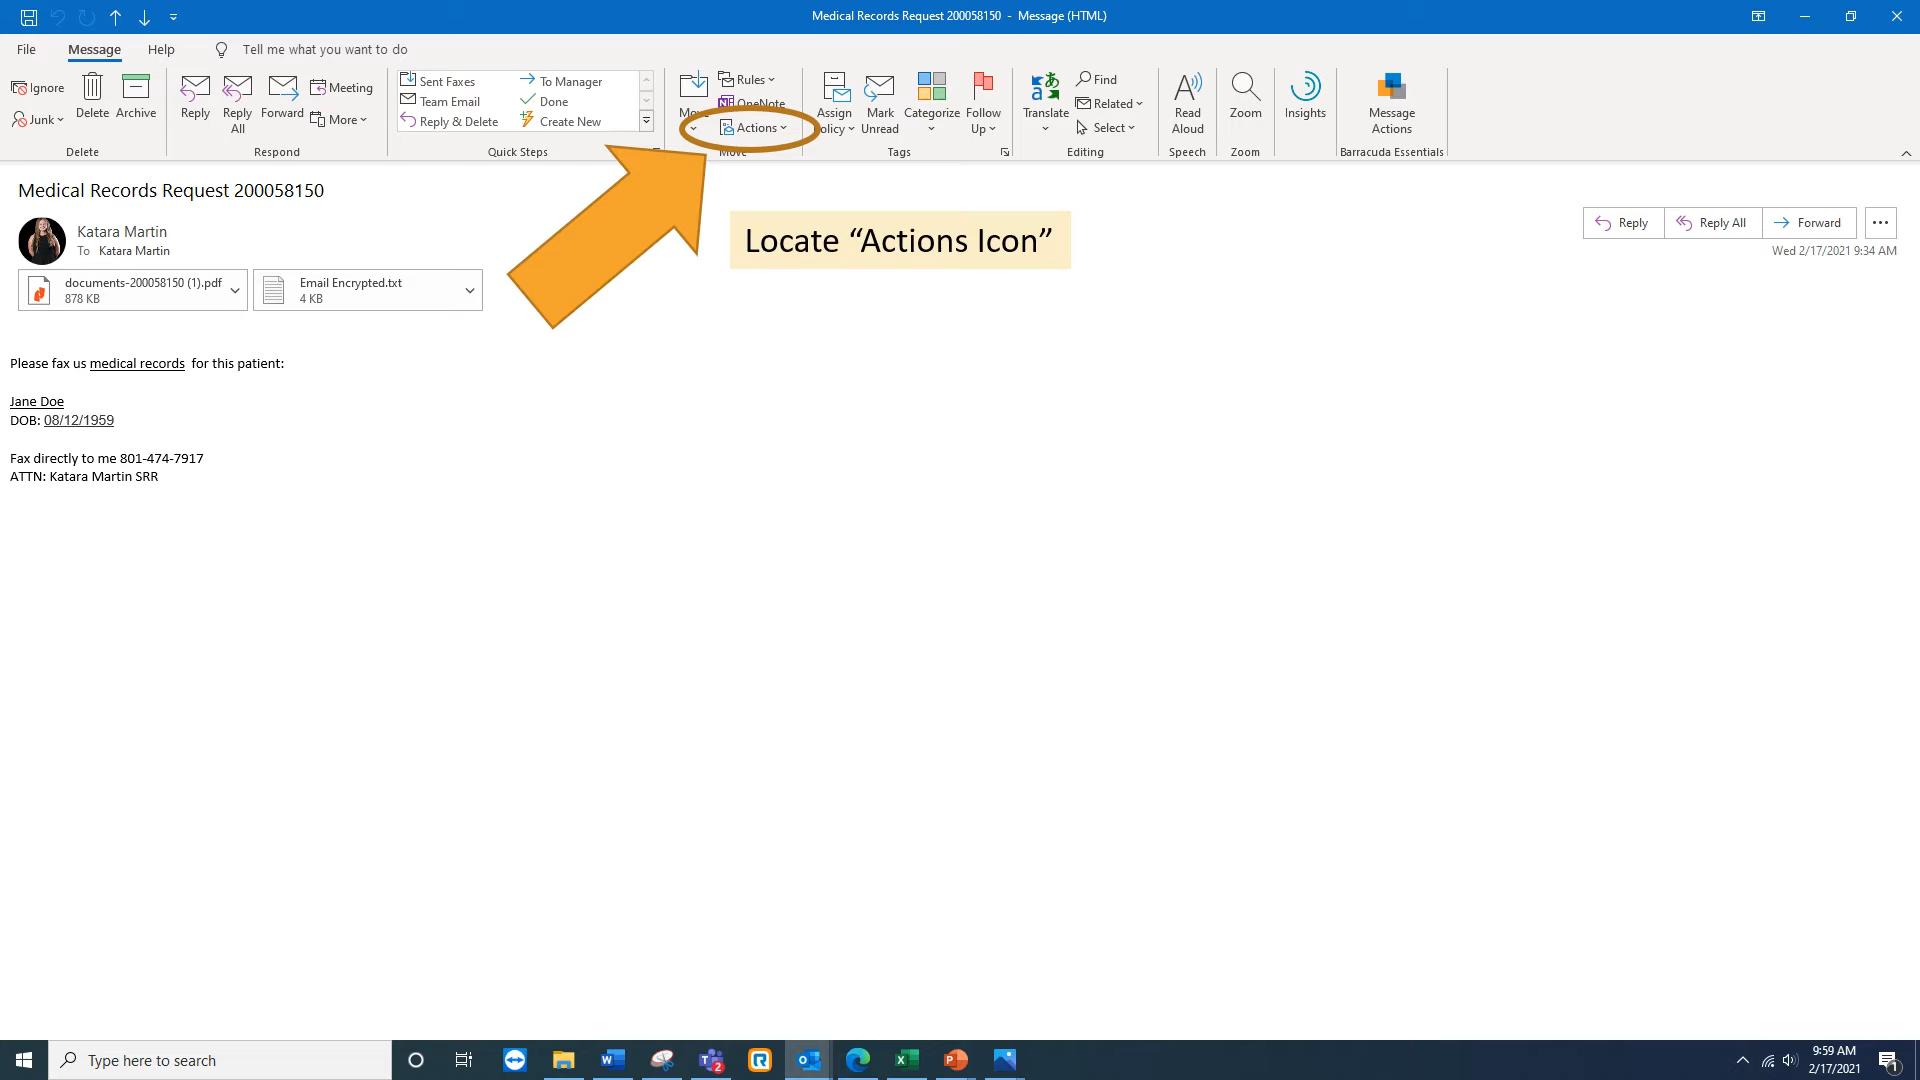 Medical Records Request 200058150 - Message (HTML)
File Message Help Tell me what you want to do
Ignore
Junk
Delete
Archive
Delete
Reply
Reply All
Forward
Meeting
More
Respond
Sent Faxes
Team Email
Reply & Delete
To Manager
Done
Create New
Quick Steps
Move
Rules
OneNote
Actions
Move
Assign Policy
Mark Unread
Categorize
Follow Up
Tags
Translate
Find
Related
Select
Editing
Read Aloud
Speech
Zoom
Zoom
Insights
Message Actions
Barracuda Essentials
Medical Records Request 200058150
Katara Martin
To Katara Martin
Reply
Reply All
Forward
Wed 2/17/2021 9:34 AM
documents-200058150 (1).pdf
878 KB
Email Encrypted.txt
4 KB
Locate “Actions Icon”
Please fax us medical records for this patient:
Jane Doe
DOB: 08/12/1959
Fax directly to me 801-474-7917
ATTN: Katara Martin SRR
Type here to search
9:59 AM
2/17/2021